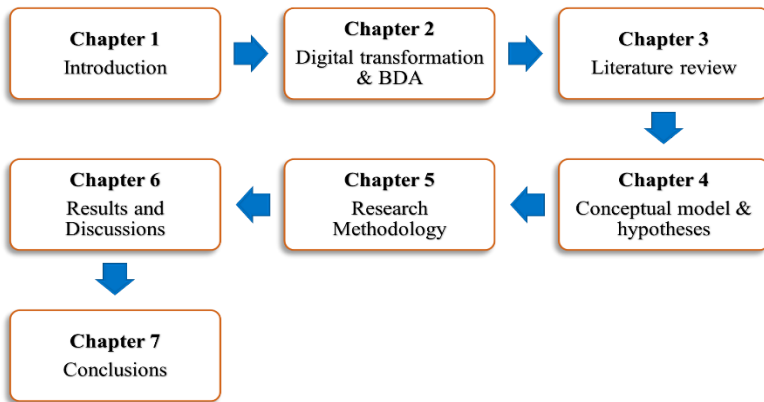 Chapter 1
Introduction
Chapter 2
Digital transformation
& BDA
Chapter 3
Literature review
Chapter 4
Conceptual model &
hypotheses
Chapter 5
Research
Methodology
Chapter 6
Results and
Discussions
Chapter 7
Conclusions